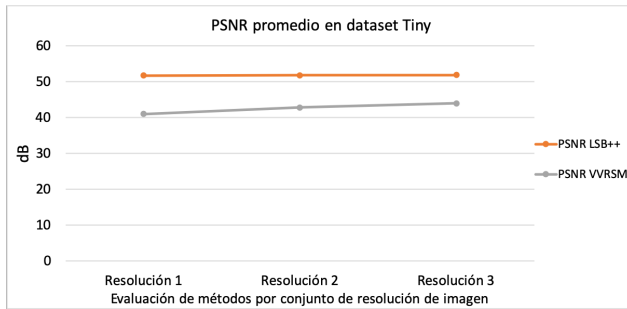 PSNR promedio en dataset Tiny
60
50
40
30
20
10
0
dB
Resolución 1
Resolución 2
Resolución 3
Evaluación de métodos por conjunto de resolución de imagen
PSNR LSB++
PSNR VVRSM